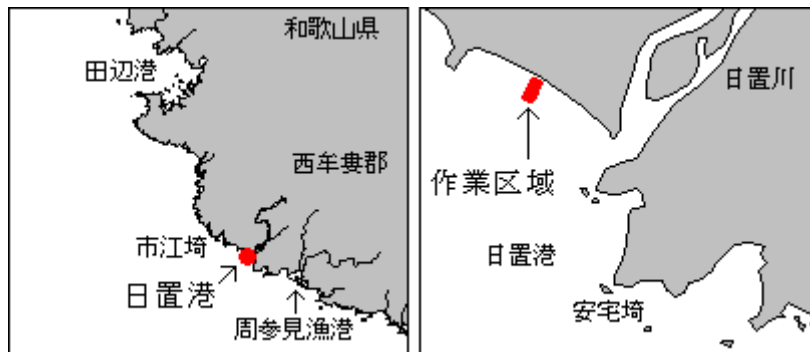 和歌山県
田辺港
西牟婁郡
市江埼
日置港
周参見漁港
日置川
作業区域
日置港
安宅埼